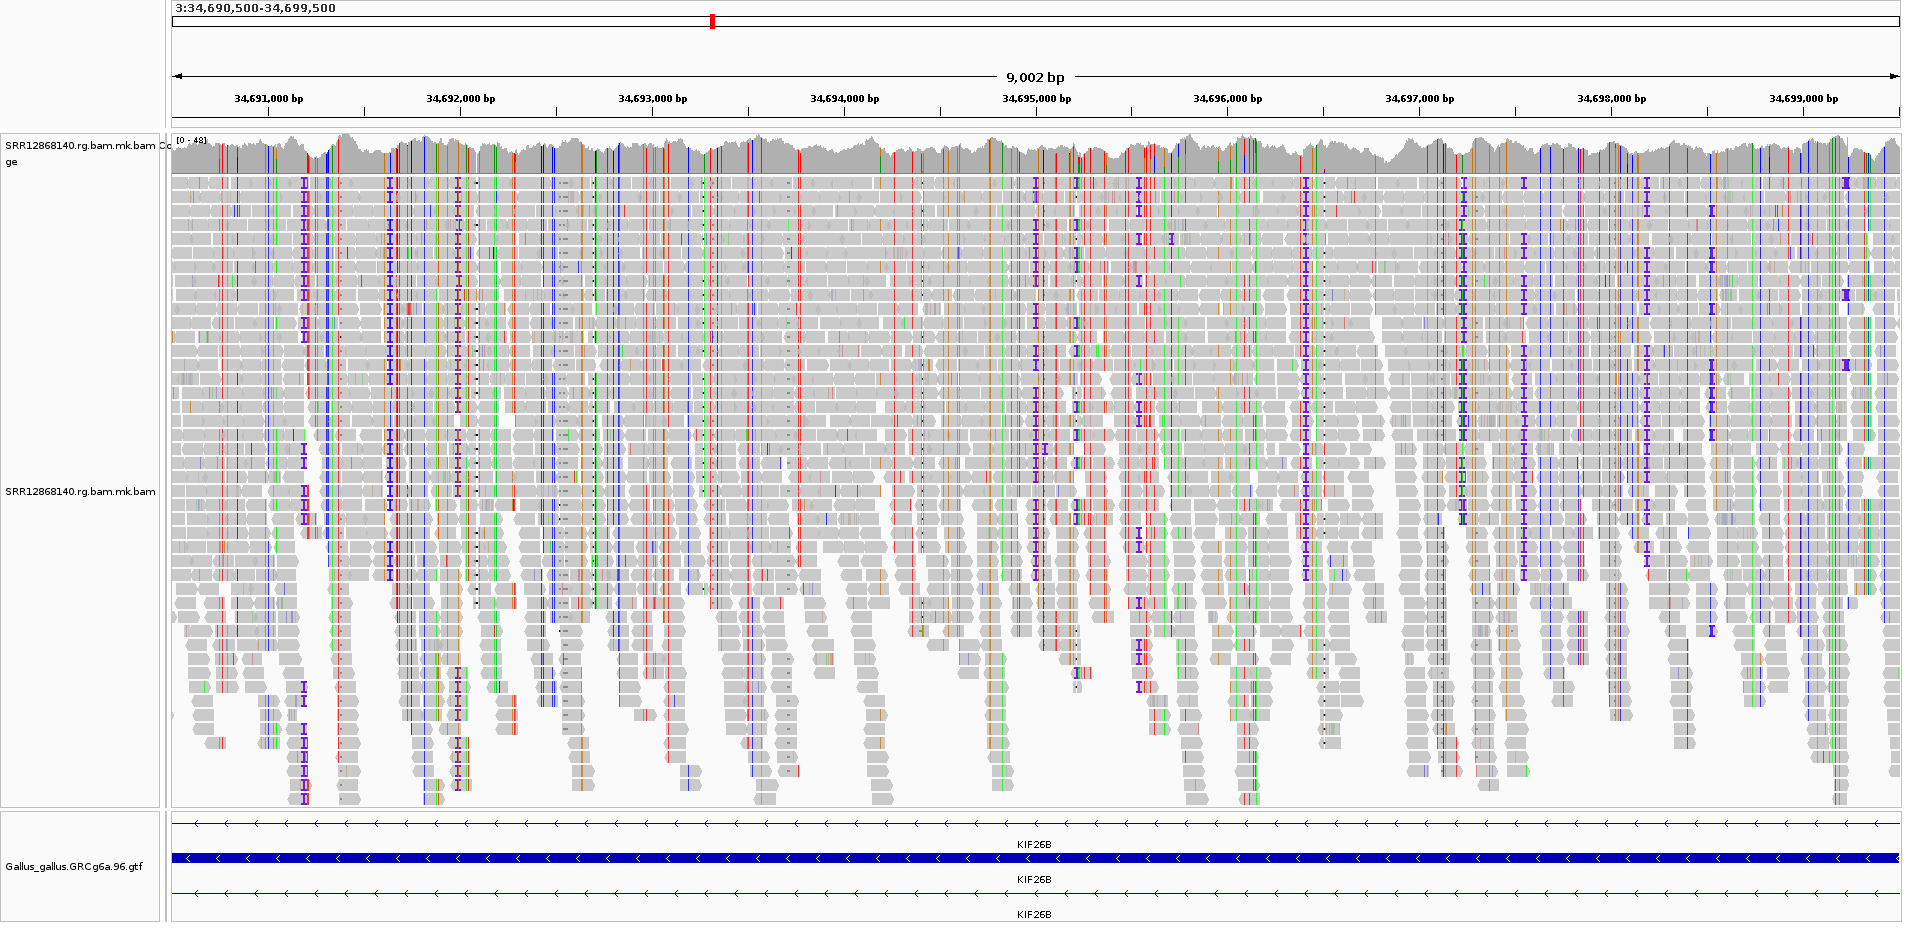 3:34,690,500-34,699,500
9,002 bp
34,691,000 bp 34,692,000 bp 34,693,000 bp 34,694,000 bp 34,695,000 bp 34,696,000 bp 34,697,000 bp 34,698,000 bp 34,699,000 bp
[0 - 48]
SRR12868140.rg.bam.mk.bam Co
ge
SRR12868140.rg.bam.mk.bam
KIF26B
Gallus_gallus.GRCg6a.96.gtf
KIF26B
KIF26B